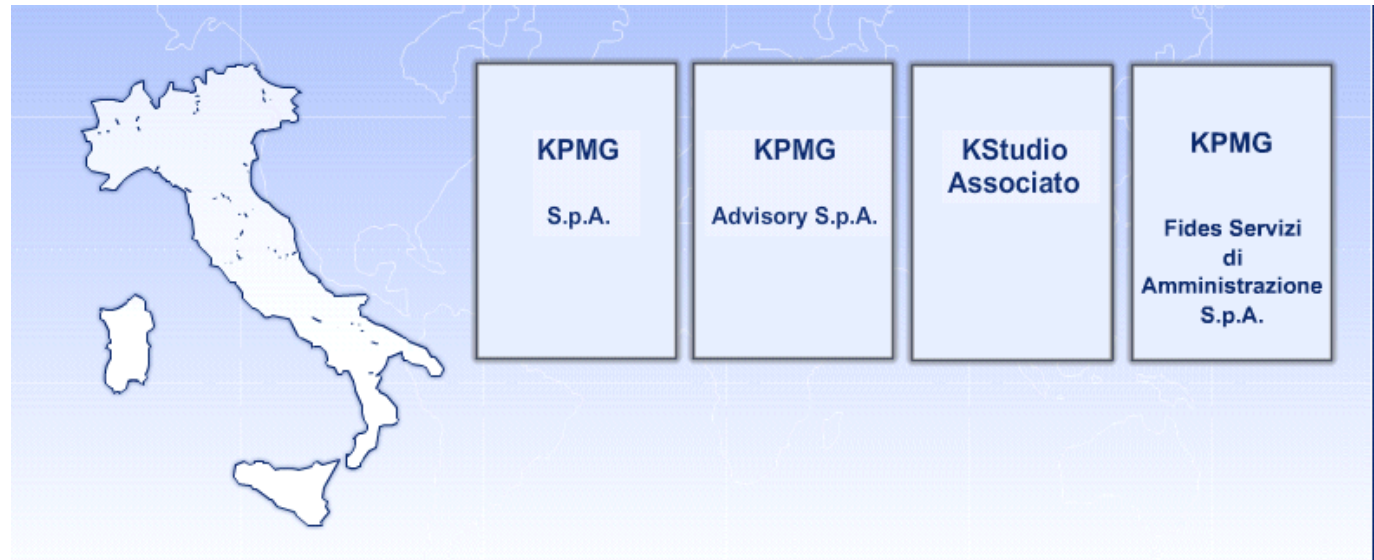 KPMG
S.p.A.
KPMG
Advisory S.p.A.
KStudio
Associato
KPMG
Fides Servizi
di
Amministrazione
S.p.A.